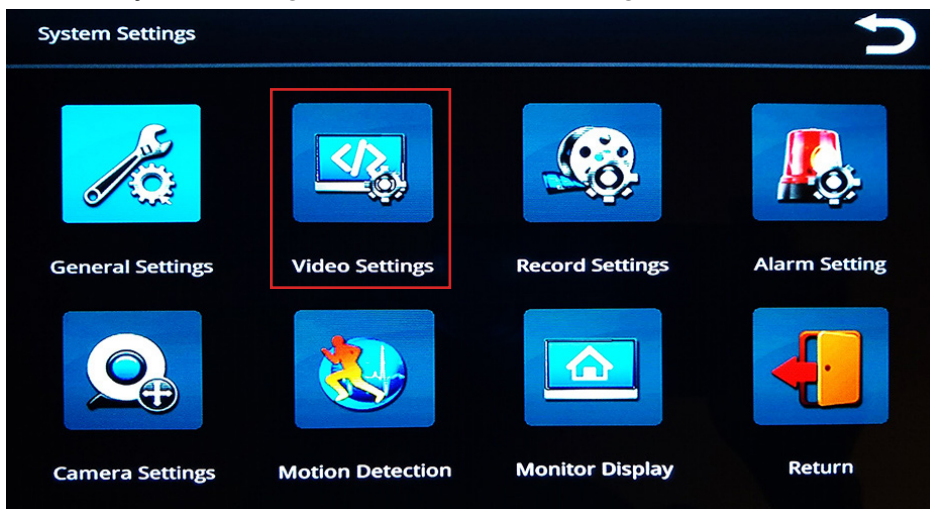 System Settings
General Settings
Video Settings
Record Settings
Alarm Setting
Camera Settings
Motion Detection
Monitor Display
Return